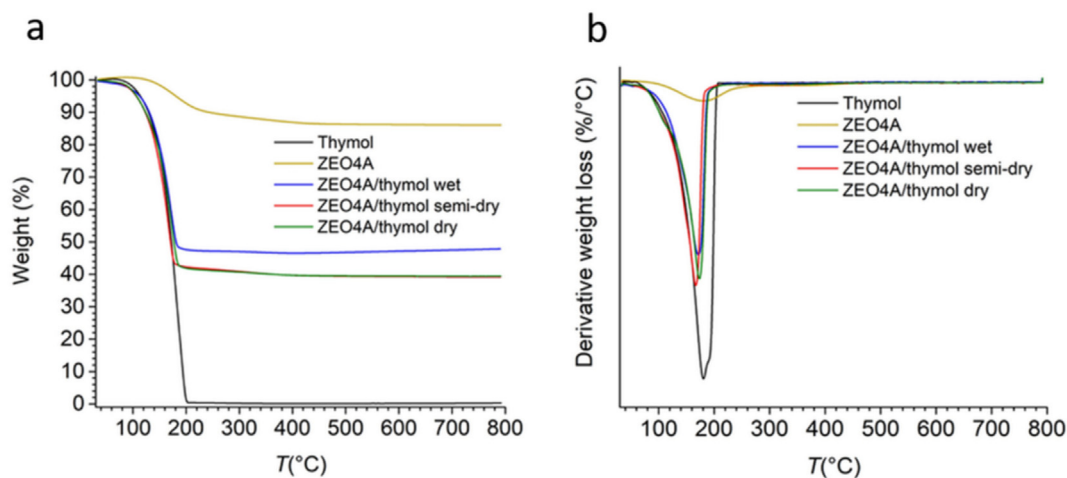 a
100
90
80
70
60
50
40
30
20
10
0
Weight (%)
Thymol
ZEO4A
ZEO4A/thymol wet
ZEO4A/thymol semi-dry
ZEO4A/thymol dry
100 200 300 400 500 600 700 800
T(°C)
b
Derivative weight loss (%/°C)
Thymol
ZEO4A
ZEO4A/thymol wet
ZEO4A/thymol semi-dry
ZEO4A/thymol dry
100 200 300 400 500 600 700 800
T(°C)